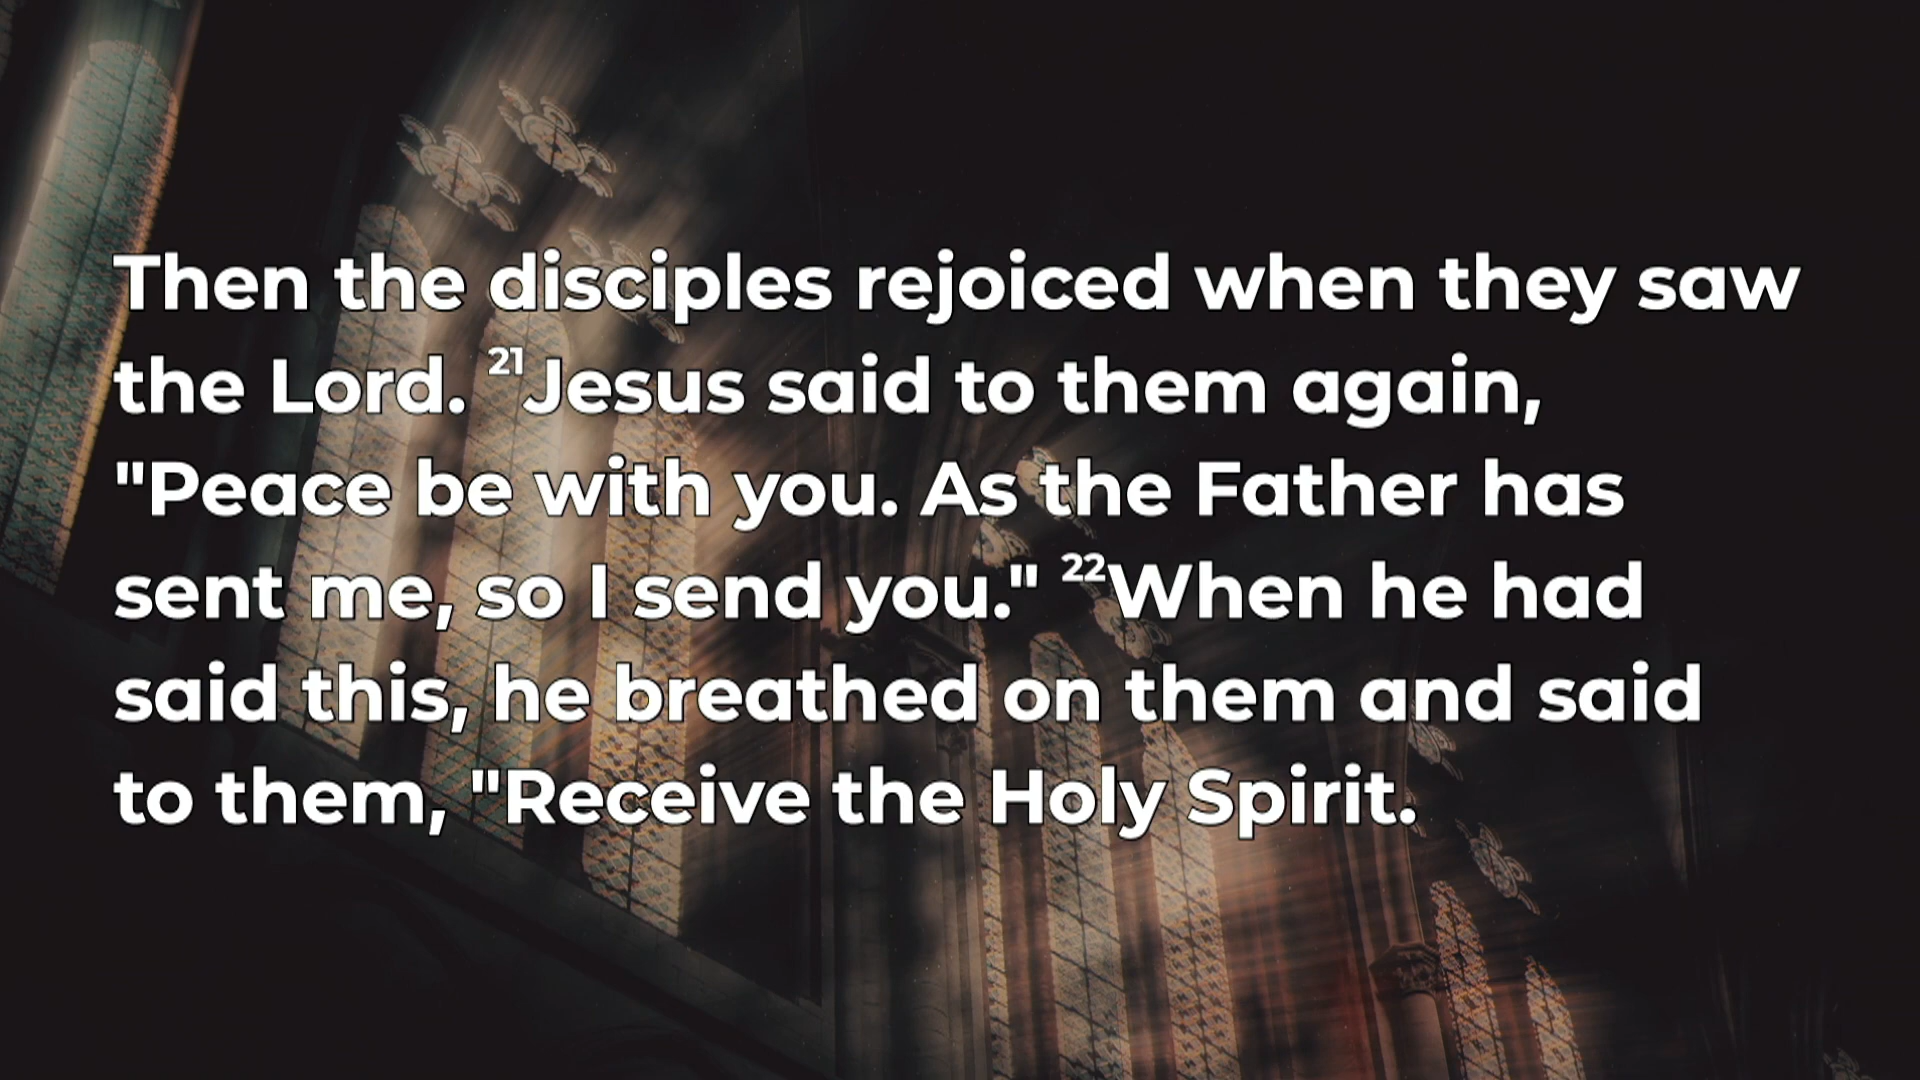 Then the disciples rejoiced when they saw
the Lord. 21 Jesus said to them again,
"Peace be with you. As the Father has
sent me, so I send you." 22When he had
said this, he breathed on them and said
to them, "Receive the Holy Spirit.